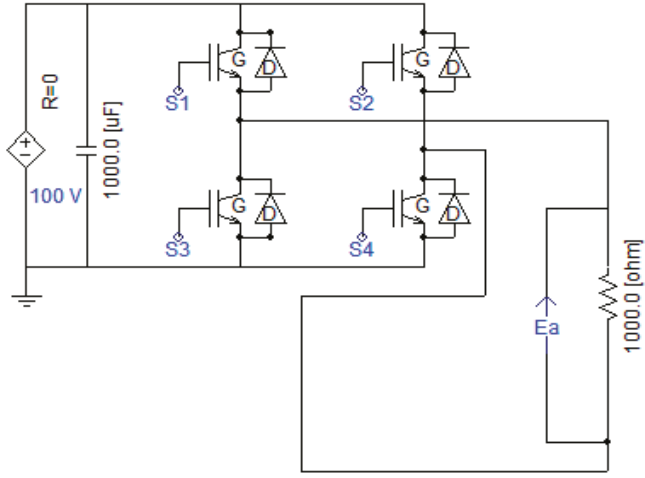 R=0
+
−
100 V
1000.0 [uF]
G
D
S1
G
D
S2
G
D
S3
G
D
S4
Ea
1000.0 [ohm]